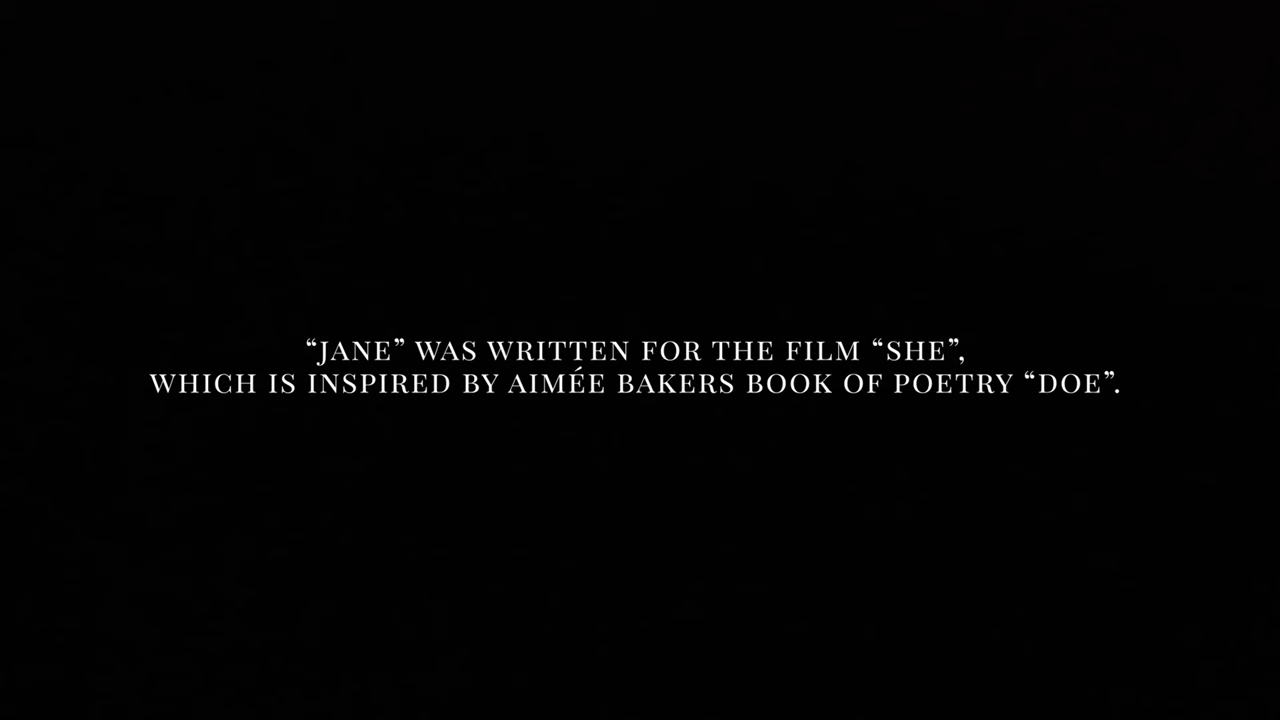 “JANE” WAS WRITTEN FOR THE FILM “SHE”,
WHICH IS INSPIRED BY AIMÉE BAKERS BOOK OF POETRY “DOE”.